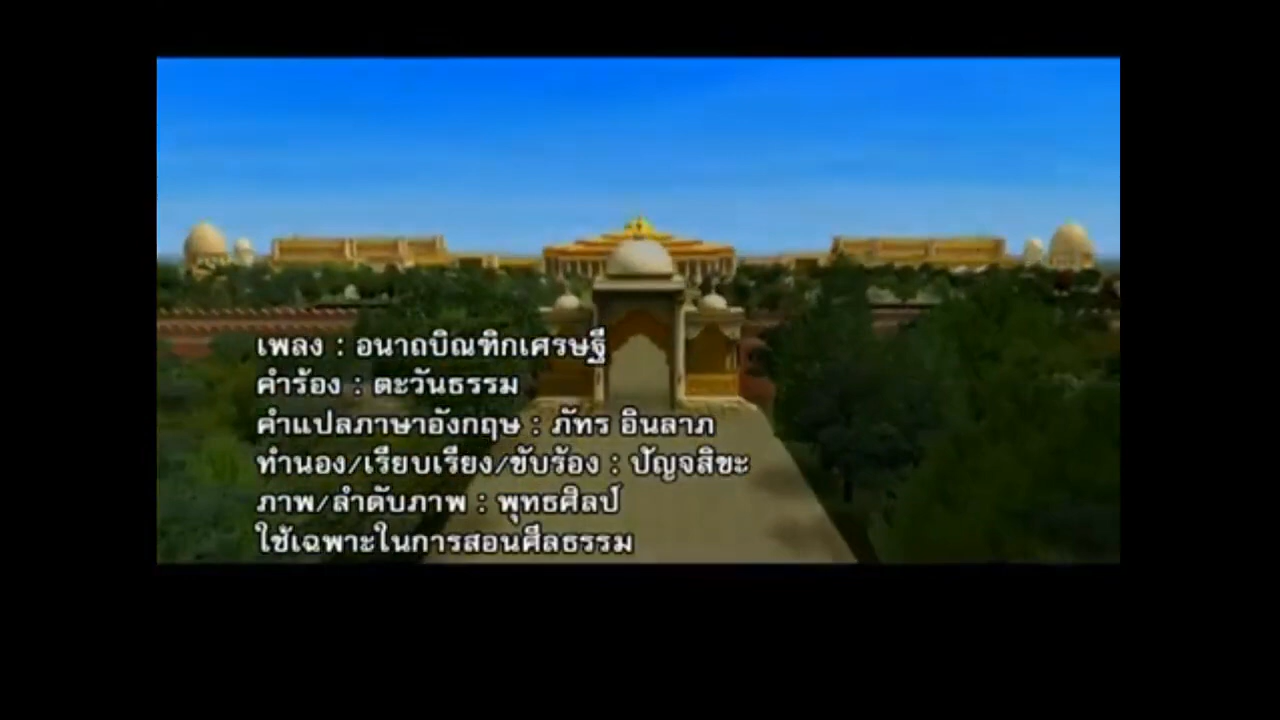 เพลง : อนาถบิณฑิกเศรษฐี
คำร้อง : ตะวันธรรม
คำแปลภาษาอังกฤษ : ภัทร อินลาภ
ทำนอง/เรียบเรียง/ขับร้อง : ปัญจสิขะ
ภาพ/ลำดับภาพ : พุทธศิลป์
ใช้เฉพาะในการสอนศีลธรรม